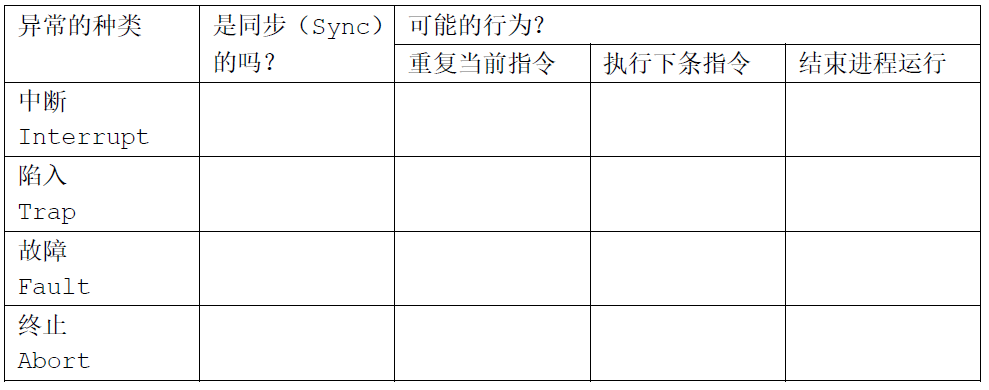 异常的种类
是同步（Sync）
的吗？
可能的行为？
重复当前指令
执行下条指令
结束进程运行
中断
Interrupt
陷入
Trap
故障
Fault
终止
Abort